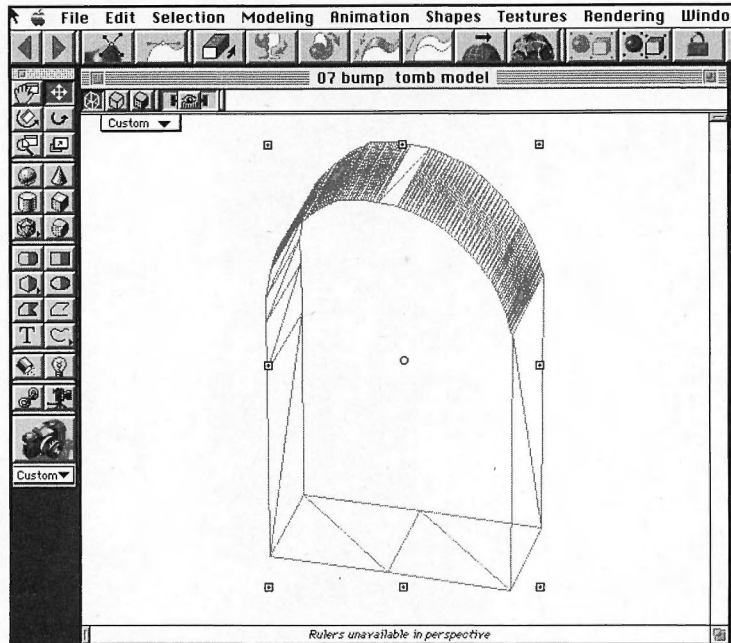 File Edit Selection Modeling Animation Shapes Textures Rendering Windo
07 bump tomb model
Custom
T
Custom
Rulers unavailable in perspective